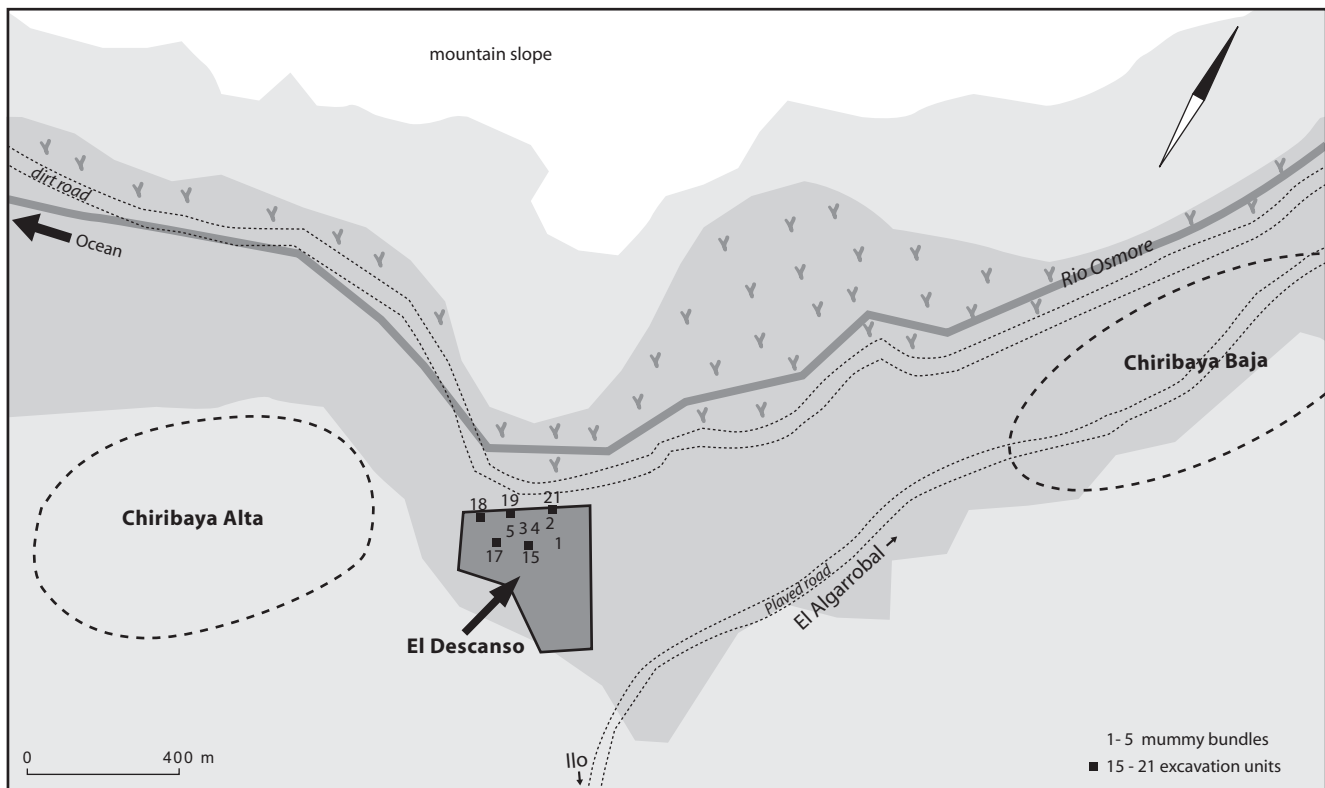 mountain slope
dirt road
Ocean
Rio Osmore
Chiribaya Baja
Chiribaya Alta
18 19 21
5 3 4 2
17 15 1
El Descanso
Plaved road
El Algarrobal
Ilo
0 400 m
1- 5 mummy bundles
15 - 21 excavation units